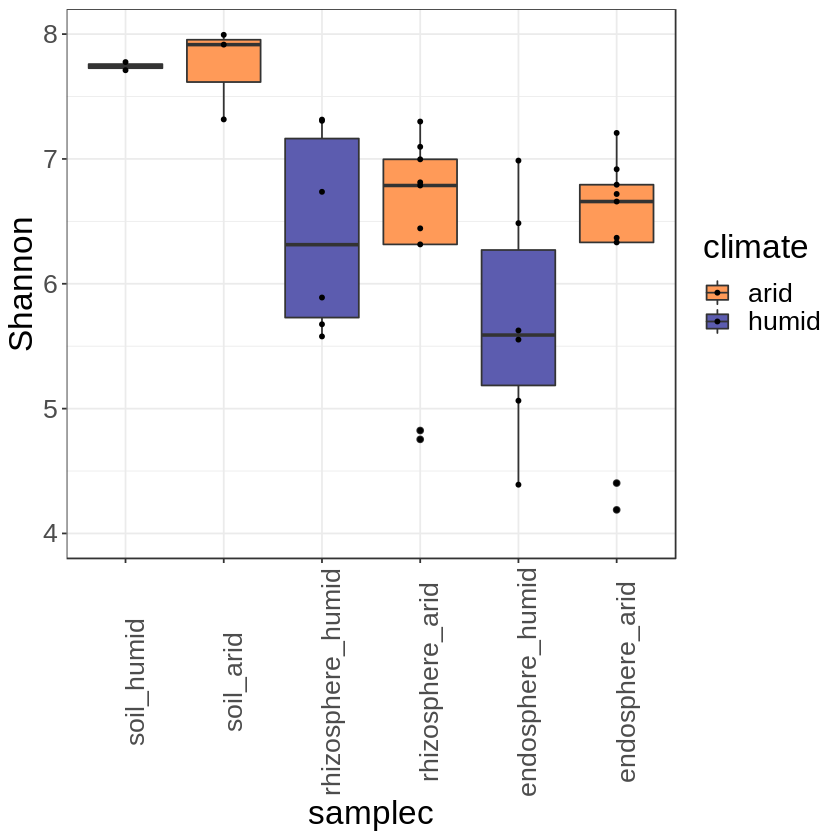 8
7
6
5
4
Shannon
soil_humid
soil_arid
rhizosphere_humid
rhizosphere_arid
endosphere_humid
endosphere_arid
samplec
climate
arid
humid